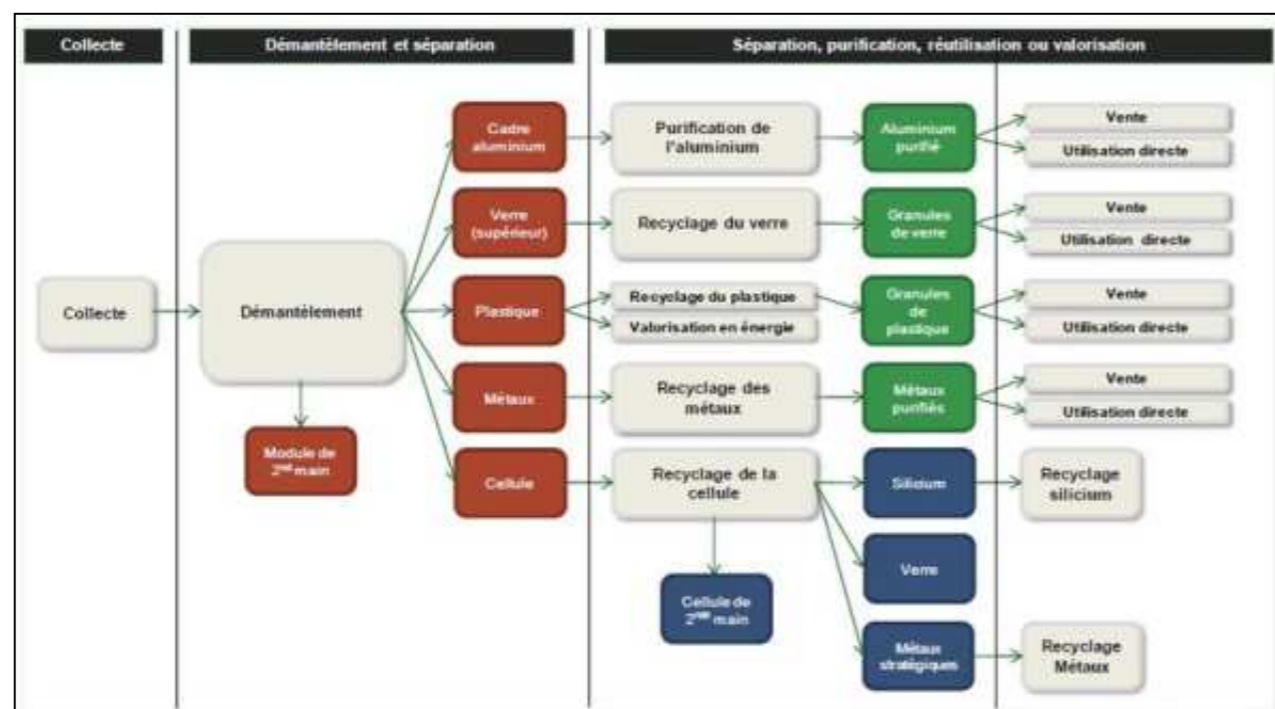 Collecte
Démantèlement et séparation
Séparation, purification, réutilisation ou valorisation
Cadre
aluminium
Purification de
l'aluminium
Aluminium
purifié
Vente
Utilisation directe
Verre
(supérieur)
Recyclage du verre
Granules
de verre
Vente
Utilisation directe
Collecte
Démantèlement
Plastique
Recyclage du plastique
Valorisation en énergie
Granules
de
plastique
Vente
Utilisation directe
Métaux
Recyclage des
métaux
Métaux
purifiés
Vente
Utilisation directe
Module de
2nd main
Cellule
Recyclage de la
cellule
Silicium
Recyclage
silicium
Verre
Cellule de
2nd main
Métaux
stratégiques
Recyclage
Métaux